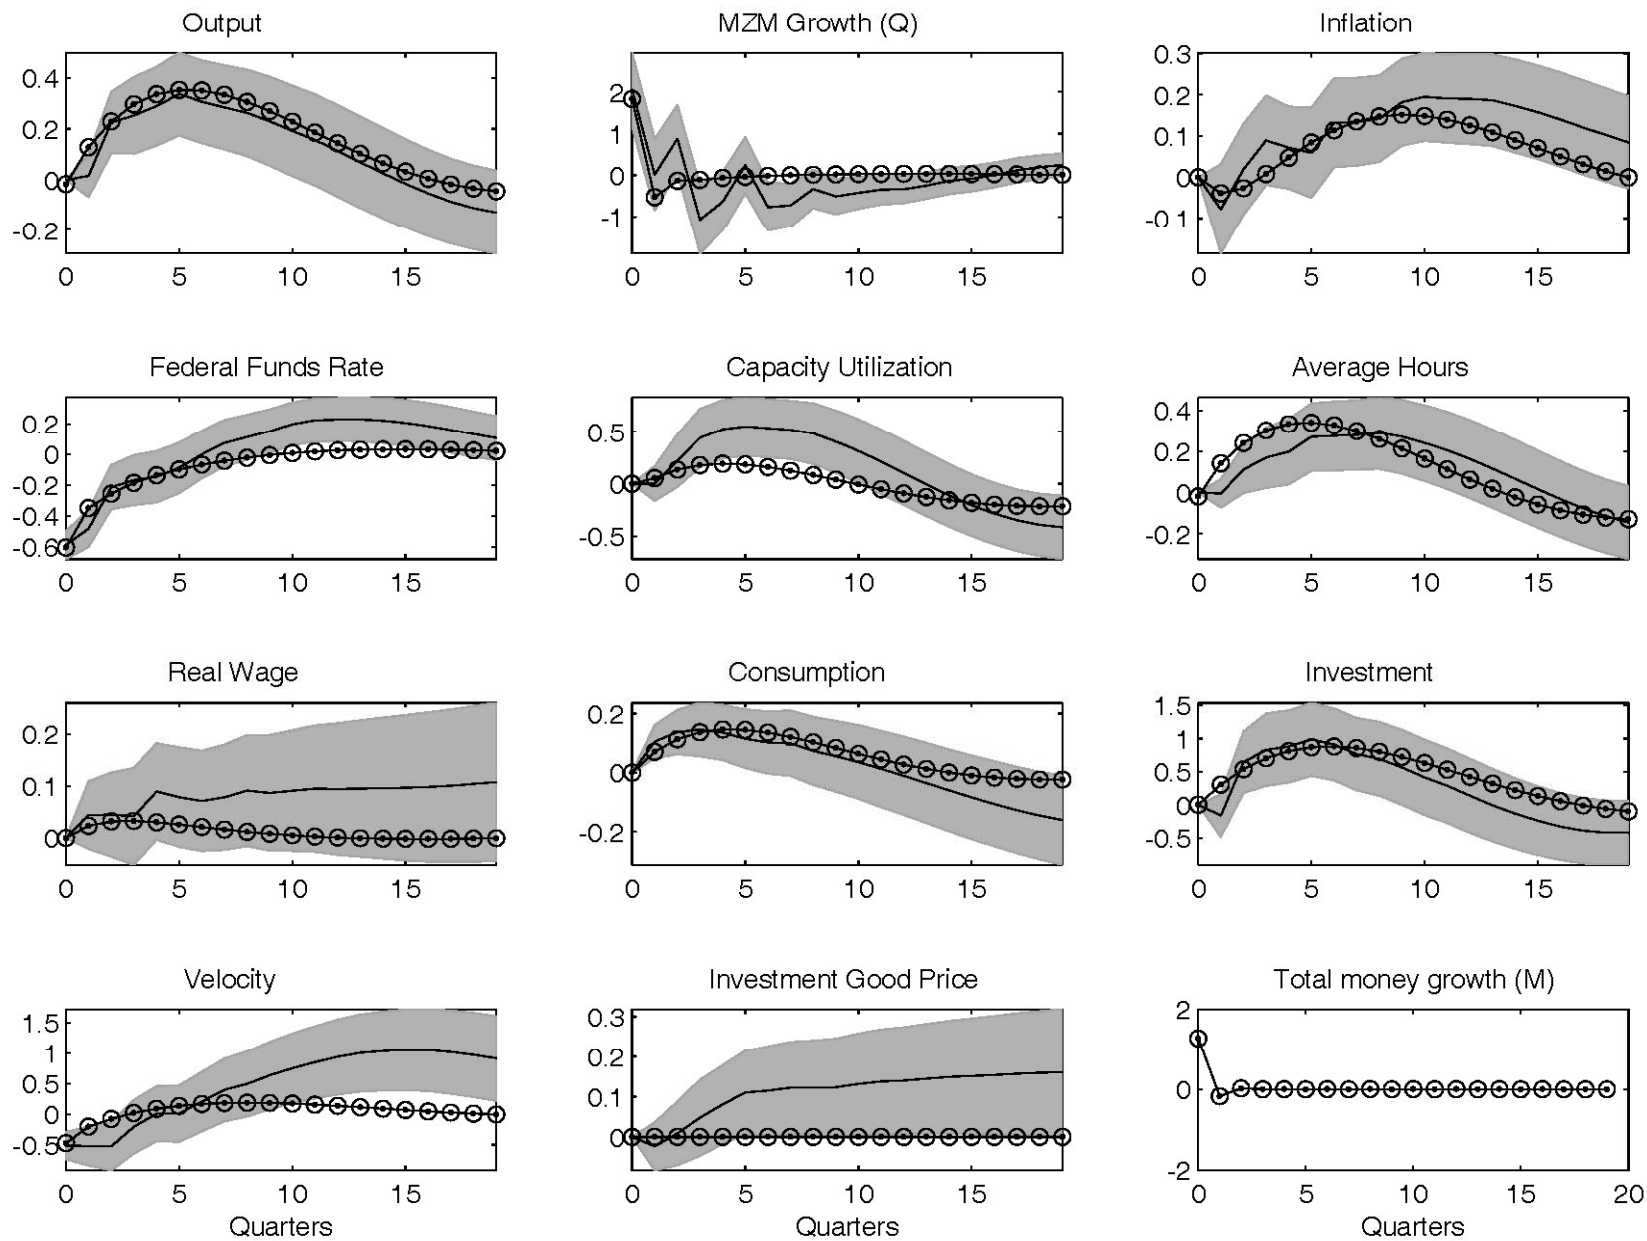 Output
0.4
0.2
0
-0.2
0 5 10 15
MZM Growth (Q)
2
1
0
-1
0 5 10 15
Inflation
0.3
0.2
0.1
0
-0.1
0 5 10 15 20
Federal Funds Rate
0.2
0
-0.2
-0.4
-0.6
0 5 10 15
Capacity Utilization
0.5
0
-0.5
0 5 10 15
Average Hours
0.4
0.2
0
-0.2
0 5 10 15
Real Wage
0.2
0.1
0
0 5 10 15
Consumption
0.2
0
-0.2
0 5 10 15
Investment
1.5
1
0.5
0
-0.5
0 5 10 15 20
Velocity
1.5
1
0.5
0
-0.5
0 5 10 15
Quarters
Investment Good Price
0.3
0.2
0.1
0
0 5 10 15
Quarters
Total money growth (M)
2
0
-2
0 5 10 15 20
Quarters